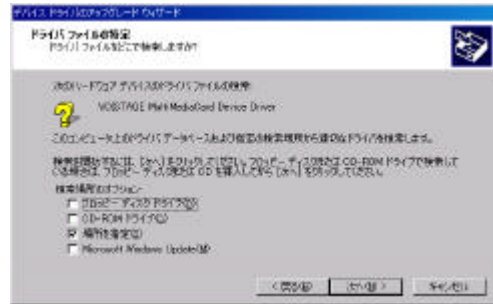 デバイス ドライバのアップグレード ウィザード
ドライバ ファイルの特定
ドライバ ファイルをどこで検索しますか?
次のハードウェア デバイスのドライバ ファイルの検索:
MultiMediaCard Device Driver
このコンピュータ上のドライバ データベースおよび指定の検索場所から適切なドライバを検索します。
検索を開始するには、[次へ] をクリックしてください。フロッピー ディスクまたは CD-ROM ドライブで検索して
いる場合は、フロッピー ディスクまたは CD を挿入してから [次へ] をクリックしてください。
検索場所のオプション:
フロッピー ディスク ドライブ(D)
CD-ROM ドライブ(C)
場所を指定(S)
Microsoft Windows Update(M)
< 戻る(B)
次へ(N) >
キャンセル